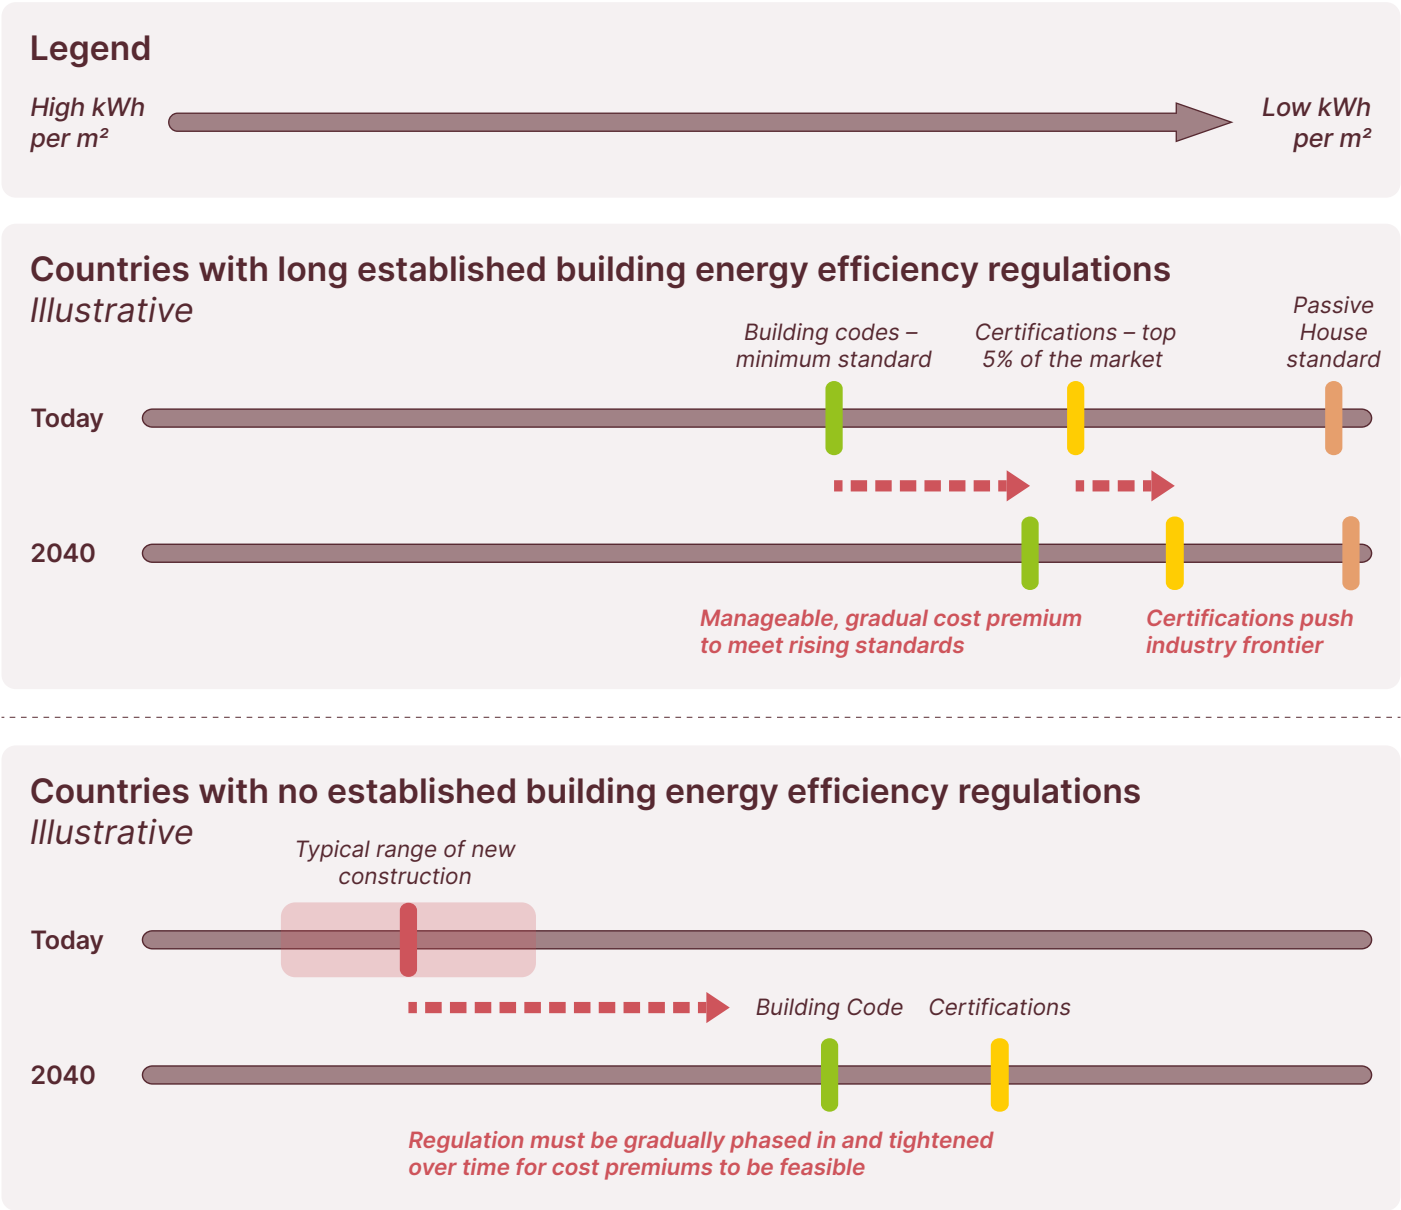 Legend
High kWh
per m²
Low kWh
per m²
Countries with long established building energy efficiency regulations
Illustrative
Building codes –
minimum standard
Certifications – top
5% of the market
Passive
House
standard
Today
2040
Manageable, gradual cost premium
to meet rising standards
Certifications push
industry frontier
Countries with no established building energy efficiency regulations
Illustrative
Typical range of new
construction
Today
Building Code
Certifications
2040
Regulation must be gradually phased in and tightened
over time for cost premiums to be feasible